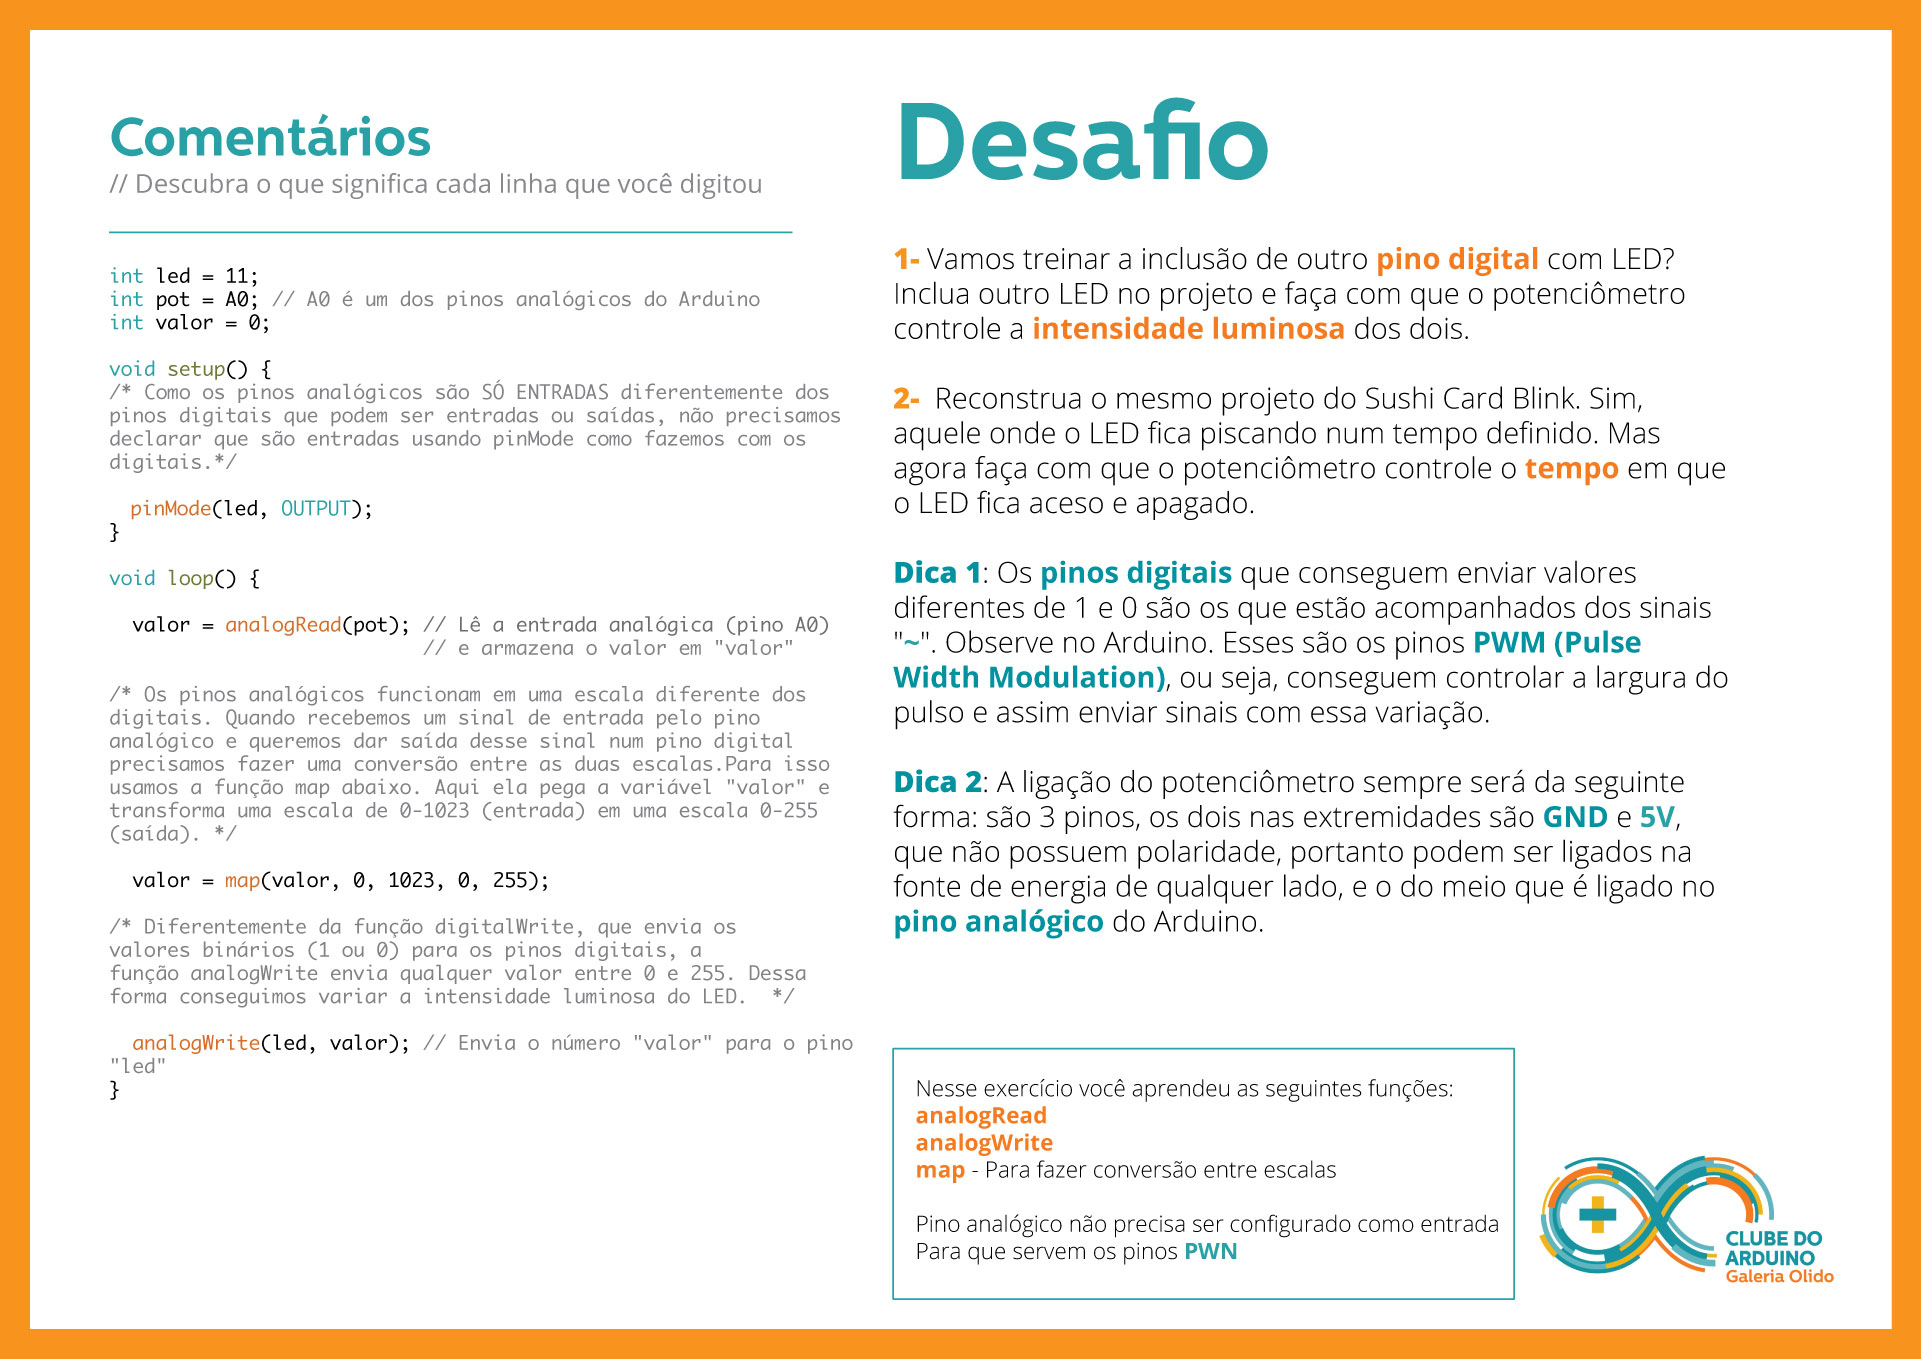 Comentários
// Descubra o que significa cada linha que você digitou
int led = 11;
int pot = A0; // A0 é um dos pinos analógicos do Arduino
int valor = 0;
void setup() {
/* Como os pinos analógicos são SÓ ENTRADAS diferentemente dos
pinos digitais que podem ser entradas ou saídas, não precisamos
declarar que são entradas usando pinMode como fazemos com os
digitais.*/
pinMode(led, OUTPUT);
}
void loop() {
valor = analogRead(pot); // Lê a entrada analógica (pino A0)
// e armazena o valor em "valor"
/* Os pinos analógicos funcionam em uma escala diferente dos
digitais. Quando recebemos um sinal de entrada pelo pino
analógico e queremos dar saída desse sinal num pino digital
precisamos fazer uma conversão entre as duas escalas.Para isso
usamos a função map abaixo. Aqui ela pega a variável "valor" e
transforma uma escala de 0-1023 (entrada) em uma escala 0-255
(saída). */
valor = map(valor, 0, 1023, 0, 255);
/* Diferentemente da função digitalWrite, que envia os
valores binários (1 ou 0) para os pinos digitais, a
função analogWrite envia qualquer valor entre 0 e 255. Dessa
forma conseguimos variar a intensidade luminosa do LED.  */
analogWrite(led, valor); // Envia o número "valor" para o pino
"led"
}
Desafio
1- Vamos treinar a inclusão de outro pino digital com LED?
Inclua outro LED no projeto e faça com que o potenciômetro
controle a intensidade luminosa dos dois.
2-  Reconstrua o mesmo projeto do Sushi Card Blink. Sim,
aquele onde o LED fica piscando num tempo definido. Mas
agora faça com que o potenciômetro controle o tempo em que
o LED fica aceso e apagado.
Dica 1: Os pinos digitais que conseguem enviar valores
diferentes de 1 e 0 são os que estão acompanhados dos sinais
"~". Observe no Arduino. Esses são os pinos PWM (Pulse
Width Modulation), ou seja, conseguem controlar a largura do
pulso e assim enviar sinais com essa variação.
Dica 2: A ligação do potenciômetro sempre será da seguinte
forma: são 3 pinos, os dois nas extremidades são GND e 5V,
que não possuem polaridade, portanto podem ser ligados na
fonte de energia de qualquer lado, e o do meio que é ligado no
pino analógico do Arduino.
Nesse exercício você aprendeu as seguintes funções:
analogRead
analogWrite
map - Para fazer conversão entre escalas
Pino analógico não precisa ser configurado como entrada
Para que servem os pinos PWN
CLUBE DO
ARDUINO
Galeria Olido